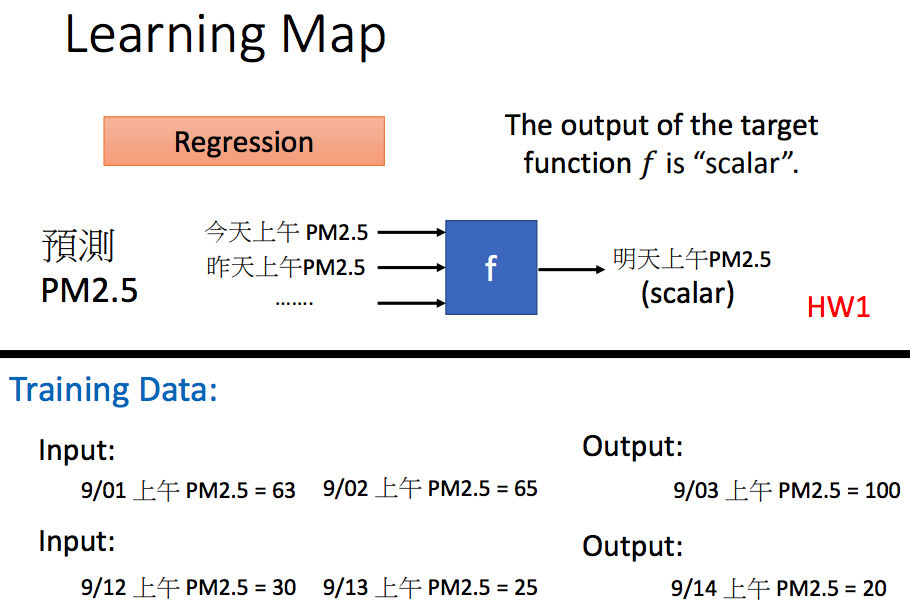 Learning Map
Regression
The output of the target
function f is “scalar”.
預測
PM2.5
今天上午 PM2.5
昨天上午PM2.5
…….
f
明天上午PM2.5
(scalar)
HW1
Training Data:
Input:
Output:
9/01 上午 PM2.5 = 63
9/02 上午 PM2.5 = 65
9/03 上午 PM2.5 = 100
Input:
Output:
9/12 上午 PM2.5 = 30
9/13 上午 PM2.5 = 25
9/14 上午 PM2.5 = 20